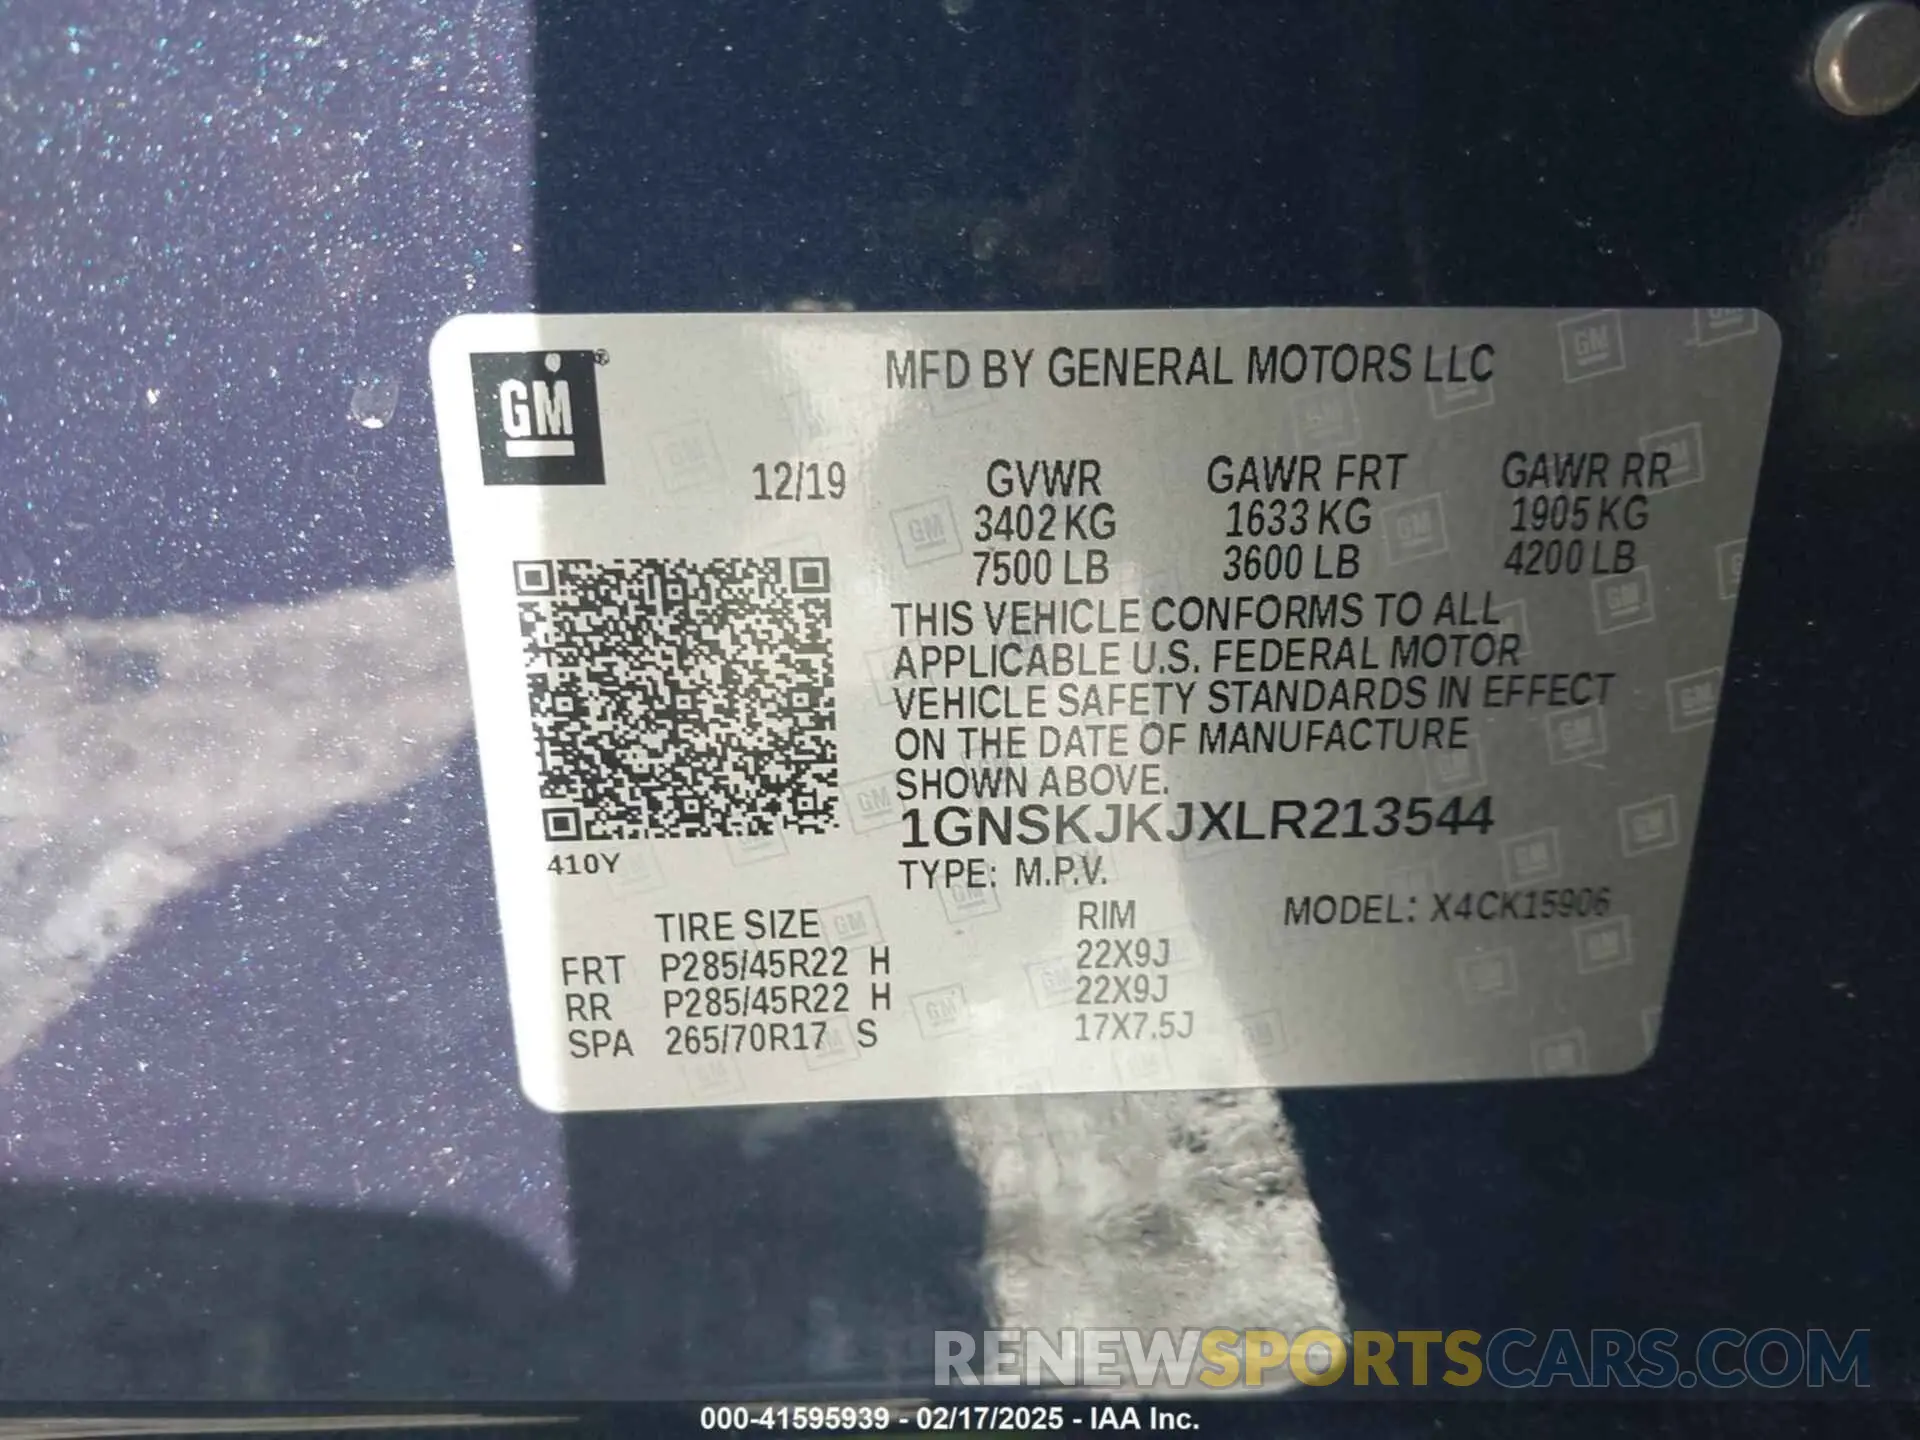 GM®
MFD BY GENERAL MOTORS LLC
12/19 GVWR GAWR FRT GAWR RR
3402 KG 1633 KG 1905 KG
7500 LB 3600 LB 4200 LB
THIS VEHICLE CONFORMS TO ALL
APPLICABLE U.S. FEDERAL MOTOR
VEHICLE SAFETY STANDARDS IN EFFECT
ON THE DATE OF MANUFACTURE
SHOWN ABOVE.
1GNSKJKJXLR213544
410Y
TYPE: M.P.V.
TIRE SIZE RIM MODEL: X4CK15906
FRT P285/45R22 H 22X9J
RR P285/45R22 H 22X9J
SPA 265/70R17 S 17X7.5J
RENEWSPORTSCARS.COM
000-41595939 - 02/17/2025 - IAA Inc.